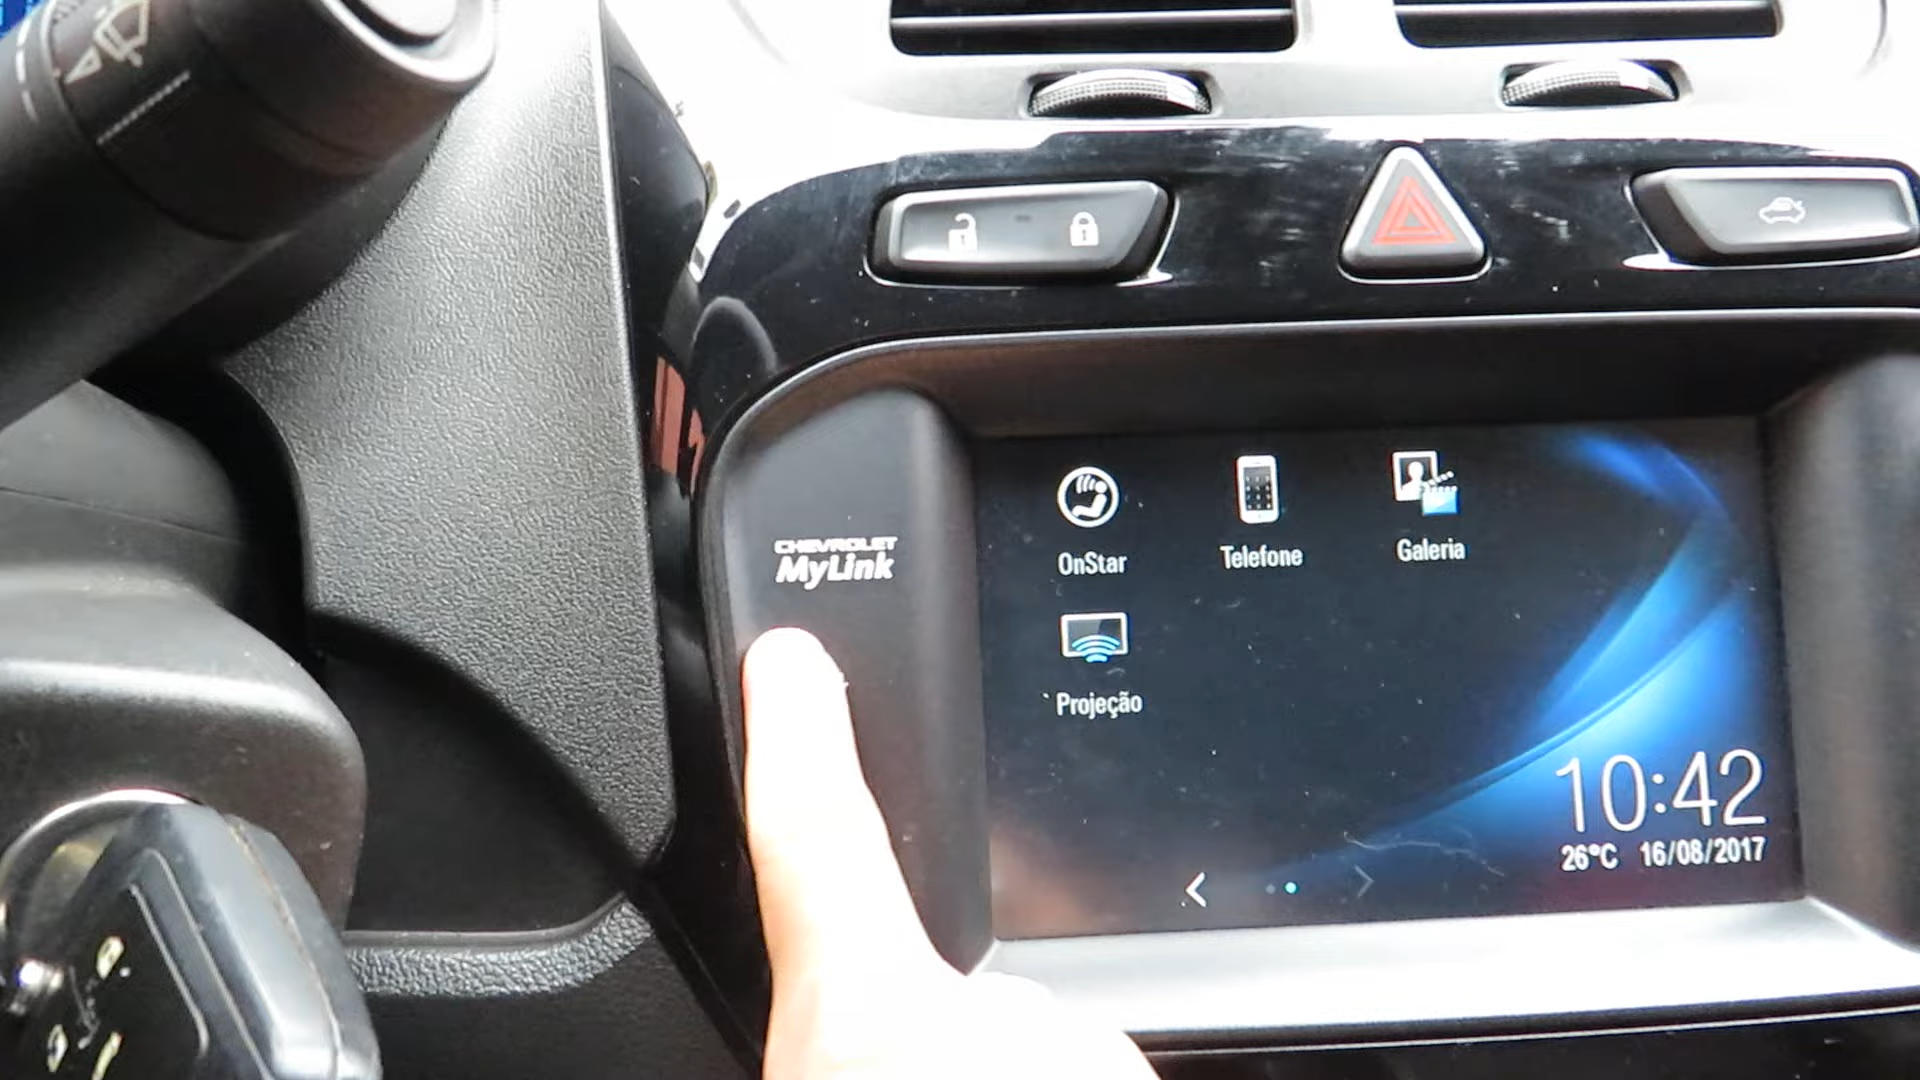 CHEVROLET
MyLink
OnStar
Telefone
Galeria
Projeção
10:42
26°C 16/08/2017